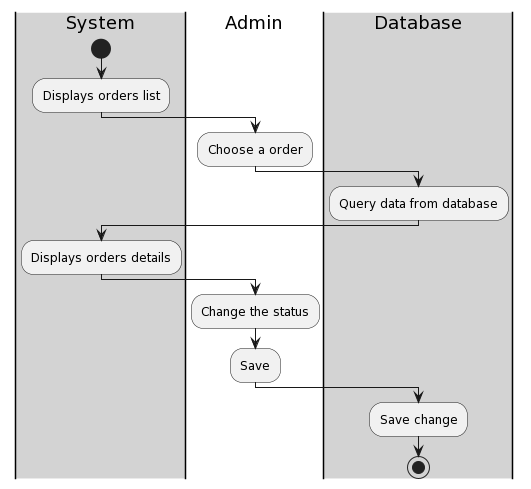 System
Admin
Database
Displays orders list
Choose a order
Query data from database
Displays orders details
Change the status
Save
Save change